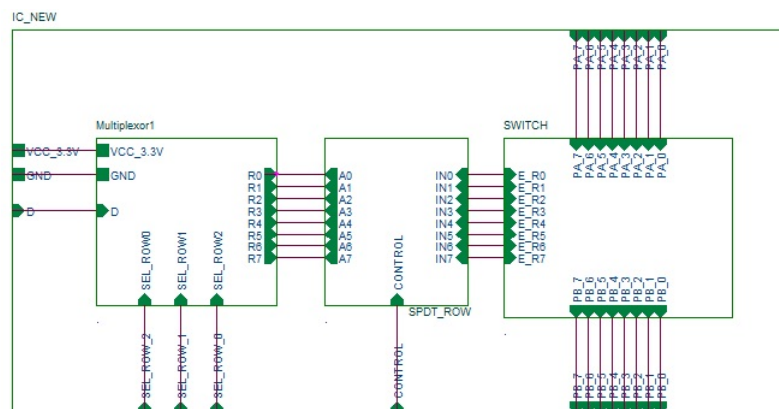 IC_NEW
PA_7
PA_6
PA_5
PA_4
PA_3
PA_2
PA_1
PA_0
Multiplexor1
SWITCH
VCC_3.3V
VCC_3.3V
GND
GND
D
D
R0
R1
R2
R3
R4
R5
R6
R7
A0
A1
A2
A3
A4
A5
A6
A7
IN0
IN1
IN2
IN3
IN4
IN5
IN6
IN7
E_R0
E_R1
E_R2
E_R3
E_R4
E_R5
E_R6
E_R7
PA_7
PA_6
PA_5
PA_4
PA_3
PA_2
PA_1
PA_0
SEL_ROW0
SEL_ROW1
SEL_ROW2
CONTROL
PB_7
PB_6
PB_5
PB_4
PB_3
PB_2
PB_1
PB_0
SPDT_ROW
SEL_ROW_2
SEL_ROW_1
SEL_ROW_0
CONTROL
PB_7
PB_6
PB_5
PB_4
PB_3
PB_2
PB_1
PB_0